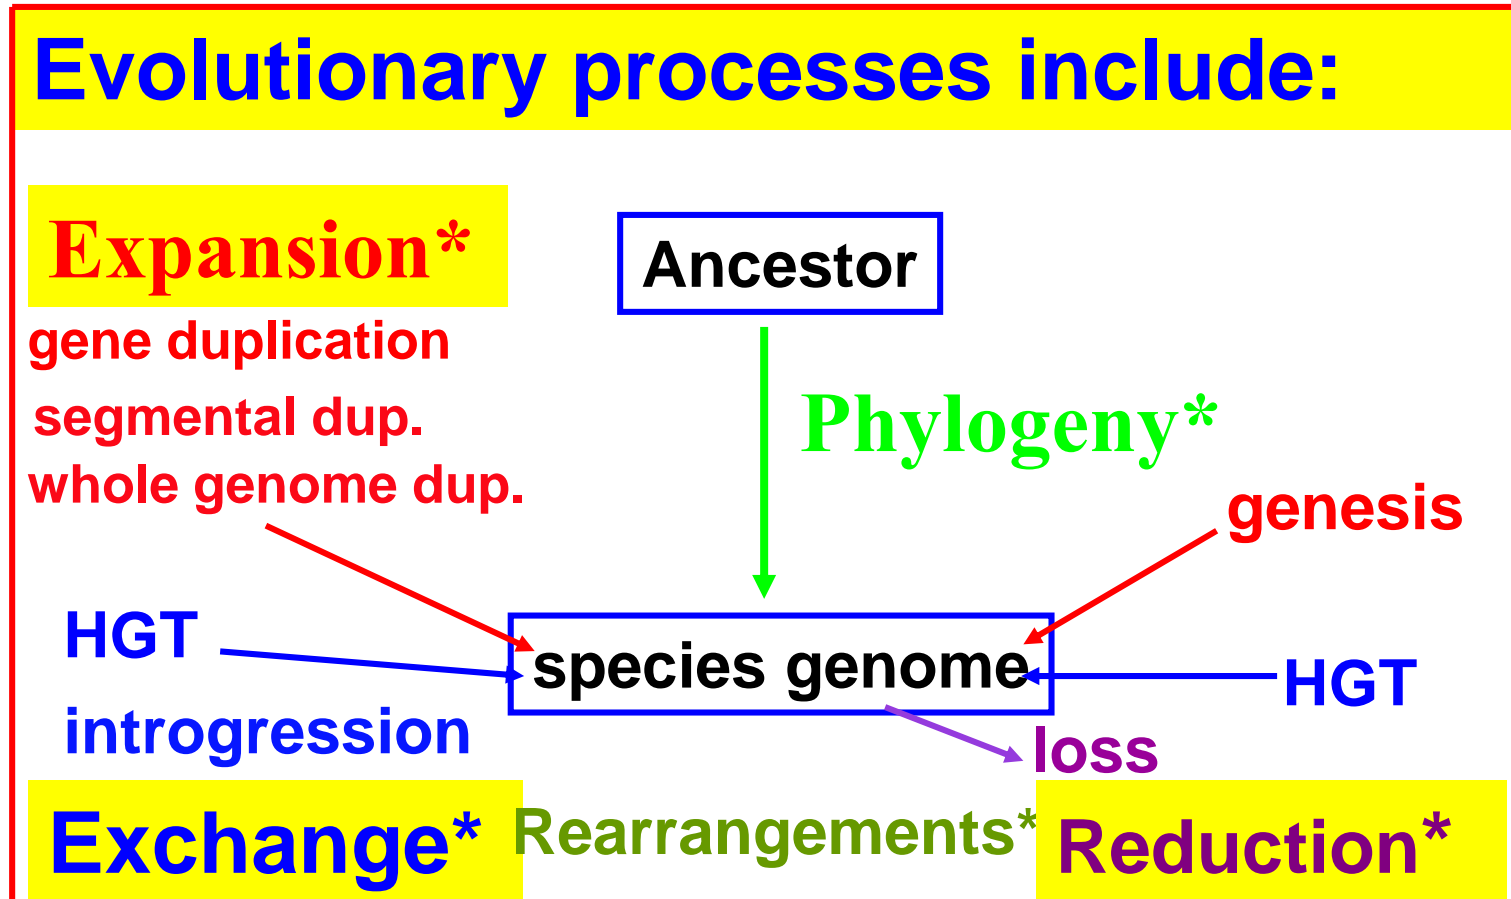 Evolutionary processes include:
Expansion*
Ancestor
gene duplication
segmental dup.
whole genome dup.
Phylogeny*
genesis
HGT
species genome
HGT
introgression
loss
Exchange*
Rearrangements*
Reduction*